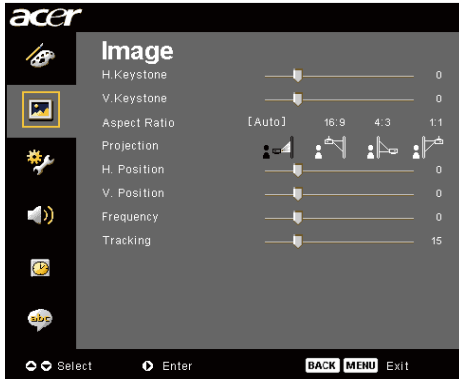 acer
Image
H.Keystone 0
V.Keystone 0
Aspect Ratio [Auto] 16:9 4:3 1:1
Projection
H. Position 0
V. Position 0
Frequency 0
Tracking 15
abc
Select Enter BACK MENU Exit